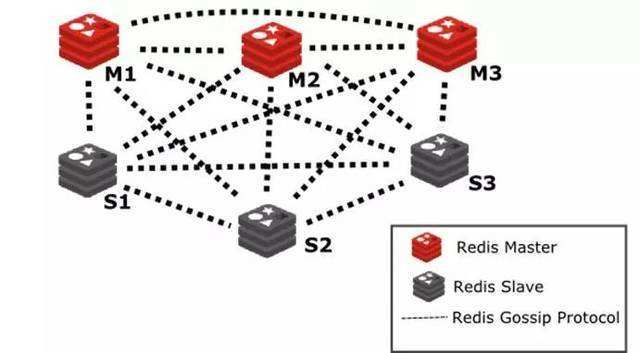 M1
M2
M3
S1
S2
S3
Redis Master
Redis Slave
Redis Gossip Protocol